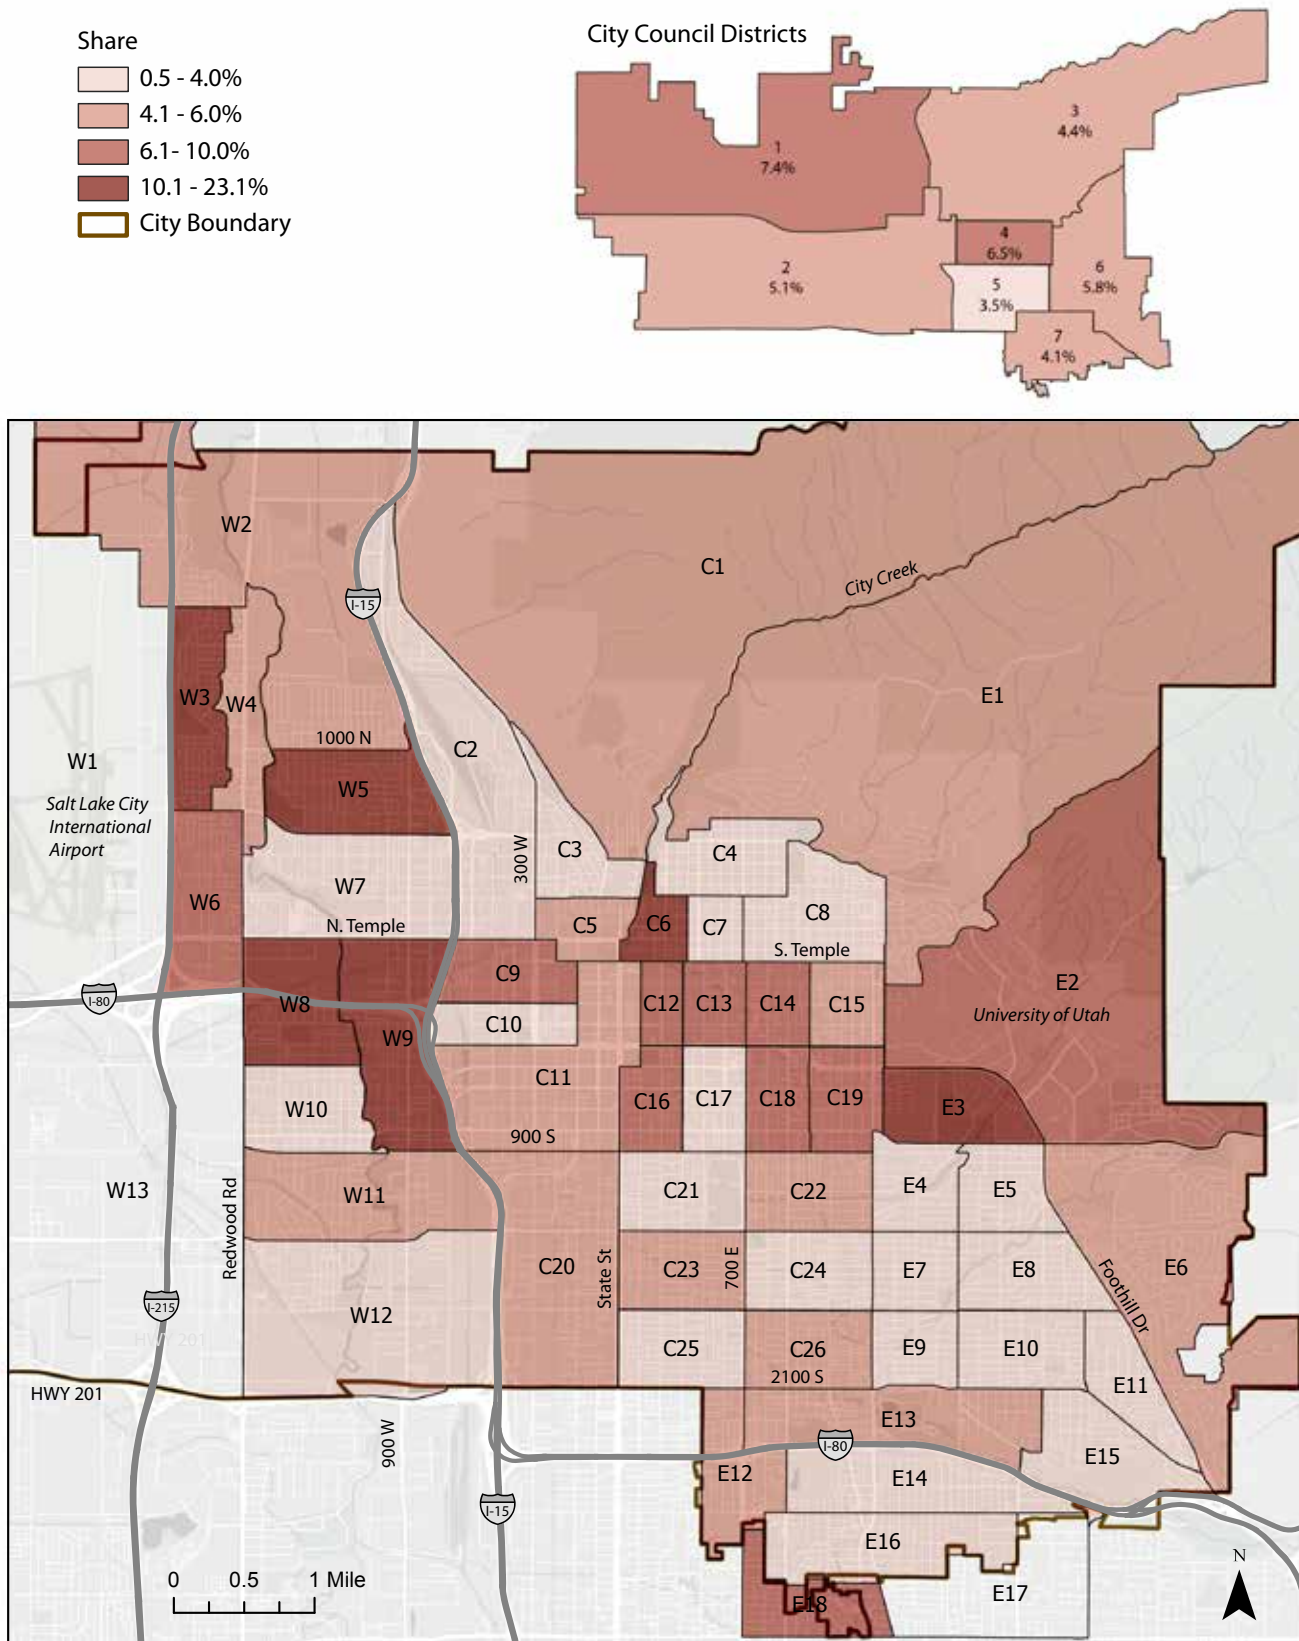 Share
0.5 - 4.0%
4.1 - 6.0%
6.1- 10.0%
10.1 - 23.1%
City Boundary
City Council Districts
1
7.4%
3
4.4%
2
5.1%
4
6.5%
5
3.5%
6
5.8%
7
4.1%
W2
C1
City Creek
I-15
W3
W4
E1
1000 N
C2
W1
W5
Salt Lake City
International
Airport
300 W
C3
C4
W7
W6
N. Temple
C5
C6
C7
C8
S. Temple
C9
E2
University of Utah
I-80
W8
C12
C13
C14
C15
C10
W9
C11
W10
C16
C17
C18
C19
E3
900 S
W13
W11
C21
C22
E4
E5
Redwood Rd
C20
State St
C23
700 E
C24
E7
E8
Foothill Dr
E6
I-215
W12
HWY 201
C25
C26
E9
E10
2100 S
E11
HWY 201
900 W
E13
I-80
E12
E14
E15
I-15
E16
0 0.5 1 Mile
E18
E17
N